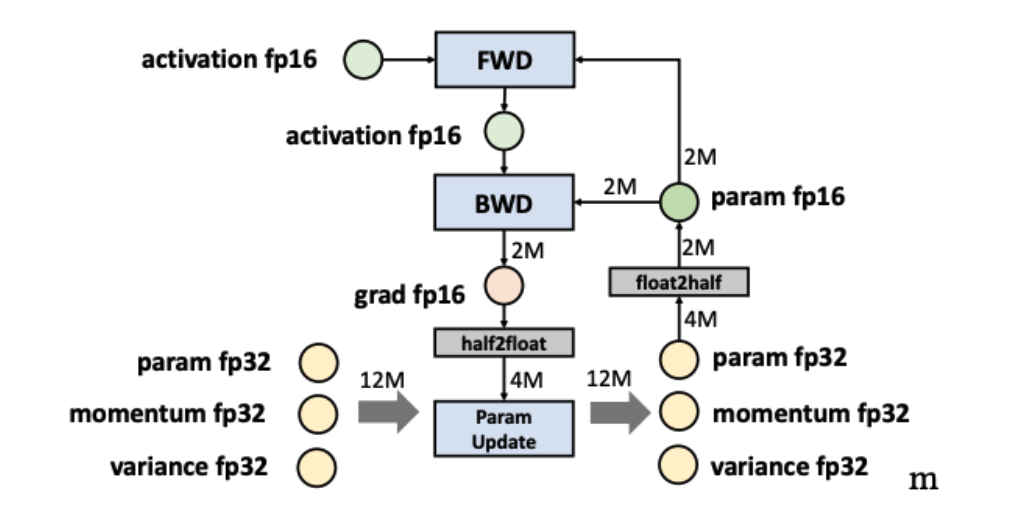 activation fp16
FWD
activation fp16
2M
BWD
2M
param fp16
2M
2M
grad fp16
float2half
half2float
4M
param fp32
12M
4M
12M
param fp32
momentum fp32
Param
Update
momentum fp32
variance fp32
variance fp32
m